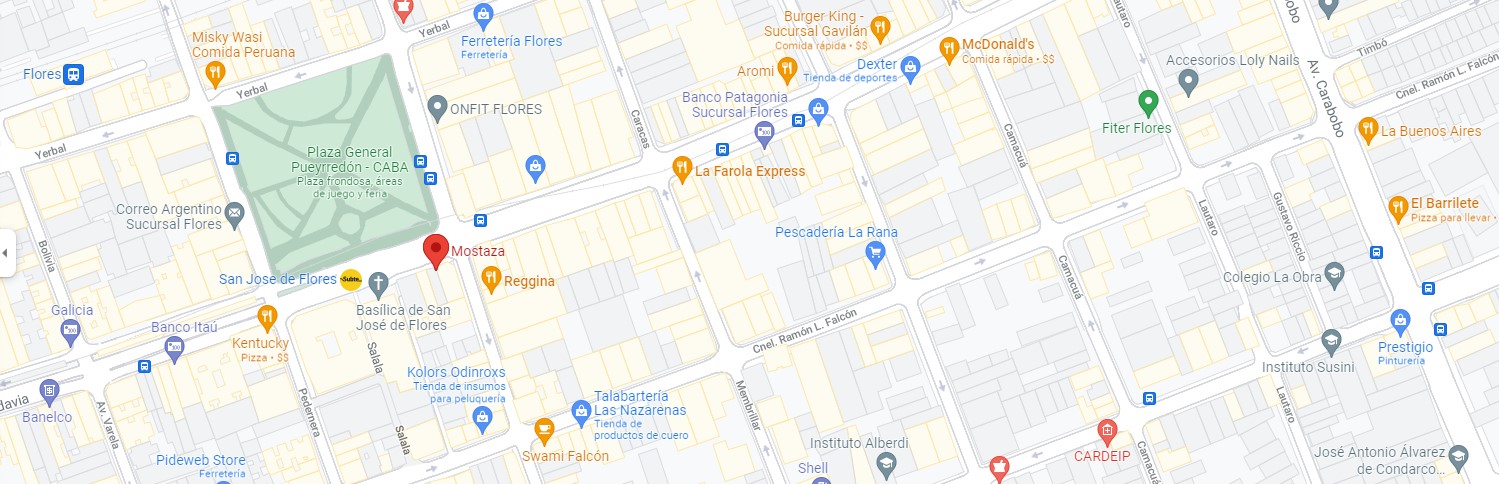 Misky Wasi
Comida Peruana
Yerbal
Ferretería Flores
Ferretería
Burger King -
Sucursal Gavilán
Comida rápida • $$
McDonald's
Comida rápida • $$
Lautaro
Carabobo
Timbó
Flores
Yerbal
Aromi
Dexter
Tienda de deportes
Accesorios Loly Nails
Av. Carabobo
Cnel. Ramón L. Falcón
ONFIT FLORES
Banco Patagonia
Sucursal Flores
Caracas
Camacuá
Fiter Flores
La Buenos Aires
Yerbal
Plaza General
Pueyrredón - CABA
Plaza frondosa, áreas
de juego y feria
La Farola Express
Correo Argentino
Sucursal Flores
Pescadería La Rana
Lautaro
Gustavo Riccio
El Barrilete
Pizza para llevar •
Bolivia
Mostaza
San Jose de Flores
Subte
Reggina
Camacuá
Colegio La Obra
Galicia
Banco Itaú
Basílica de San
José de Flores
Kentucky
Pizza • $$
Salala
Cnel. Ramón L. Falcón
Prestigio
Pinturería
Instituto Susini
Kolors Odinroxs
Tienda de insumos
para peluquería
Banelco
davia
Av. Varela
Pedernera
Salala
Talabartería
Las Nazarenas
Tienda de
productos de cuero
Membrillar
Lautaro
Swami Falcón
Instituto Alberdi
CARDEIP
Camacuá
José Antonio Álvarez
de Condarco...
Pideweb Store
Ferretería
Shell